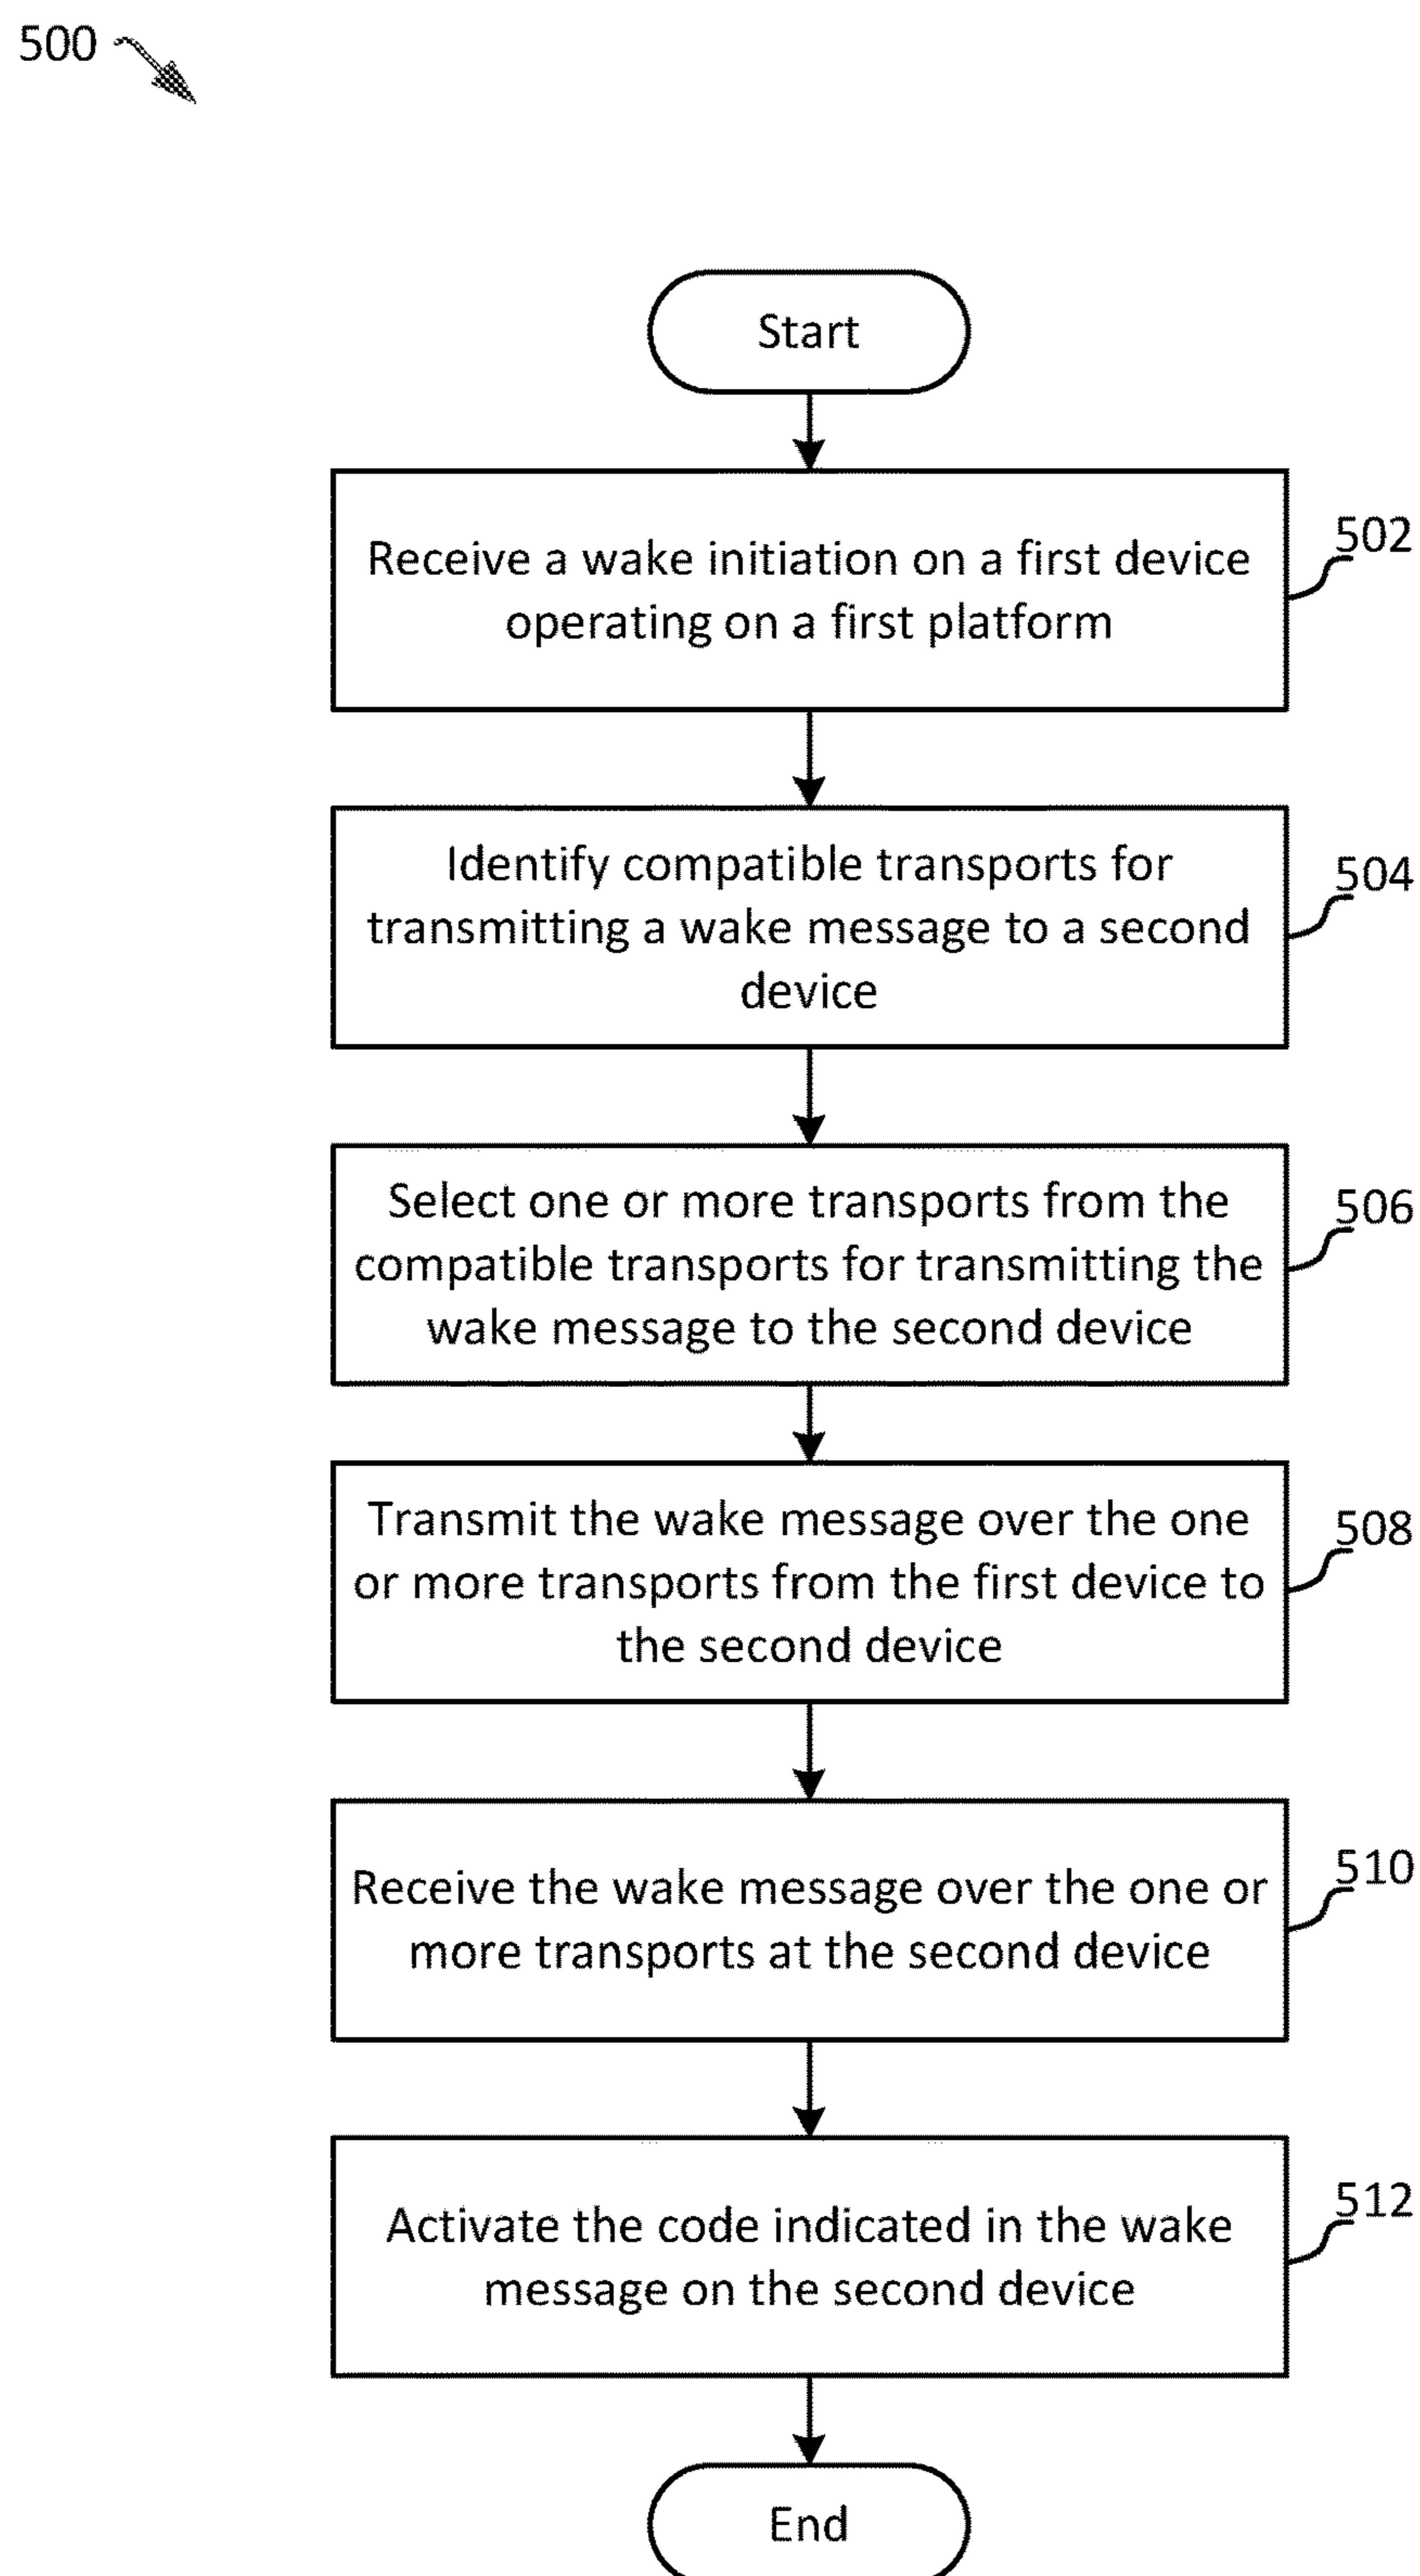 500
Start
Receive a wake initiation on a first device
operating on a first platform
502
Identify compatible transports for
transmitting a wake message to a second
device
504
Select one or more transports from the
compatible transports for transmitting the
wake message to the second device
506
Transmit the wake message over the one
or more transports from the first device to
the second device
508
Receive the wake message over the one or
more transports at the second device
510
Activate the code indicated in the wake
message on the second device
512
End